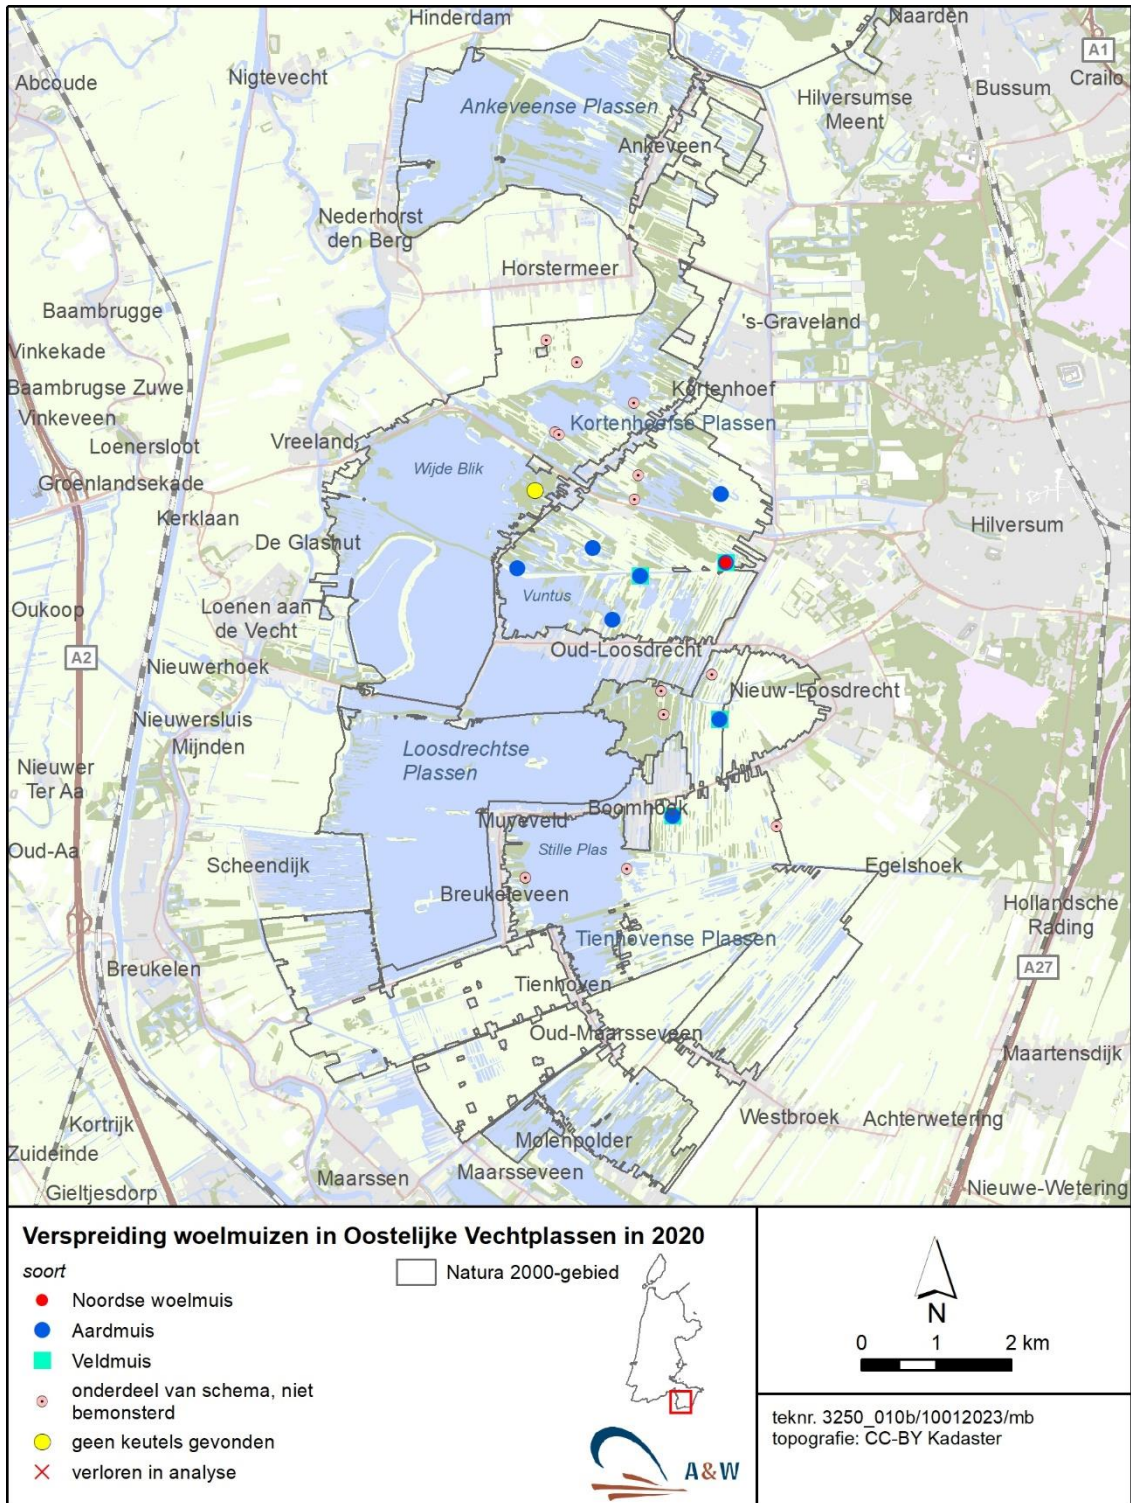 Hinderdam
Naarden
A1
Abcoude
Nigtevecht
Crailo
Bussum
Hilversumse
Meent
Ankeveense Plassen
Ankeveen
Nederhorst
den Berg
Horstermeer
Baambrugge
's-Graveland
Vinkekade
Baambrugse Zuwe
Kortenhoef
Vinkeveen
Kortenhoefse Plassen
Loenersloot
Vreeland
Wijde Blik
Groenlandsekade
Kerklaan
Hilversum
De Glashut
Vuntus
Oukoop
Loenen aan
de Vecht
A2
Oud-Loosdrecht
Nieuwerhoek
Nieuw-Loosdrecht
Nieuwersluis
Mijnden
Loosdrechtse
Plassen
Nieuwer
Ter Aa
Boomhoek
Muyeveld
Oud-Aa
Scheendijk
Stille Plas
Egelshoek
Breukeleveen
Hollandsche
Rading
Tienhovense Plassen
Breukelen
A27
Tienhoven
Oud-Maarsseveen
Maartensdijk
Westbroek
Achterwetering
Kortrijk
Molenpolder
Zuideinde
Maarssen
Maarsseveen
Gieltjesdorp
Nieuwe-Wetering
Verspreiding woelmuizen in Oostelijke Vechtplassen in 2020
soort
Natura 2000-gebied
Noordse woelmuis
Aardmuis
Veldmuis
onderdeel van schema, niet
bemonsterd
geen keutels gevonden
verloren in analyse
A&W
N
0 1 2 km
teknr. 3250_010b/10012023/mb
topografie: CC-BY Kadaster